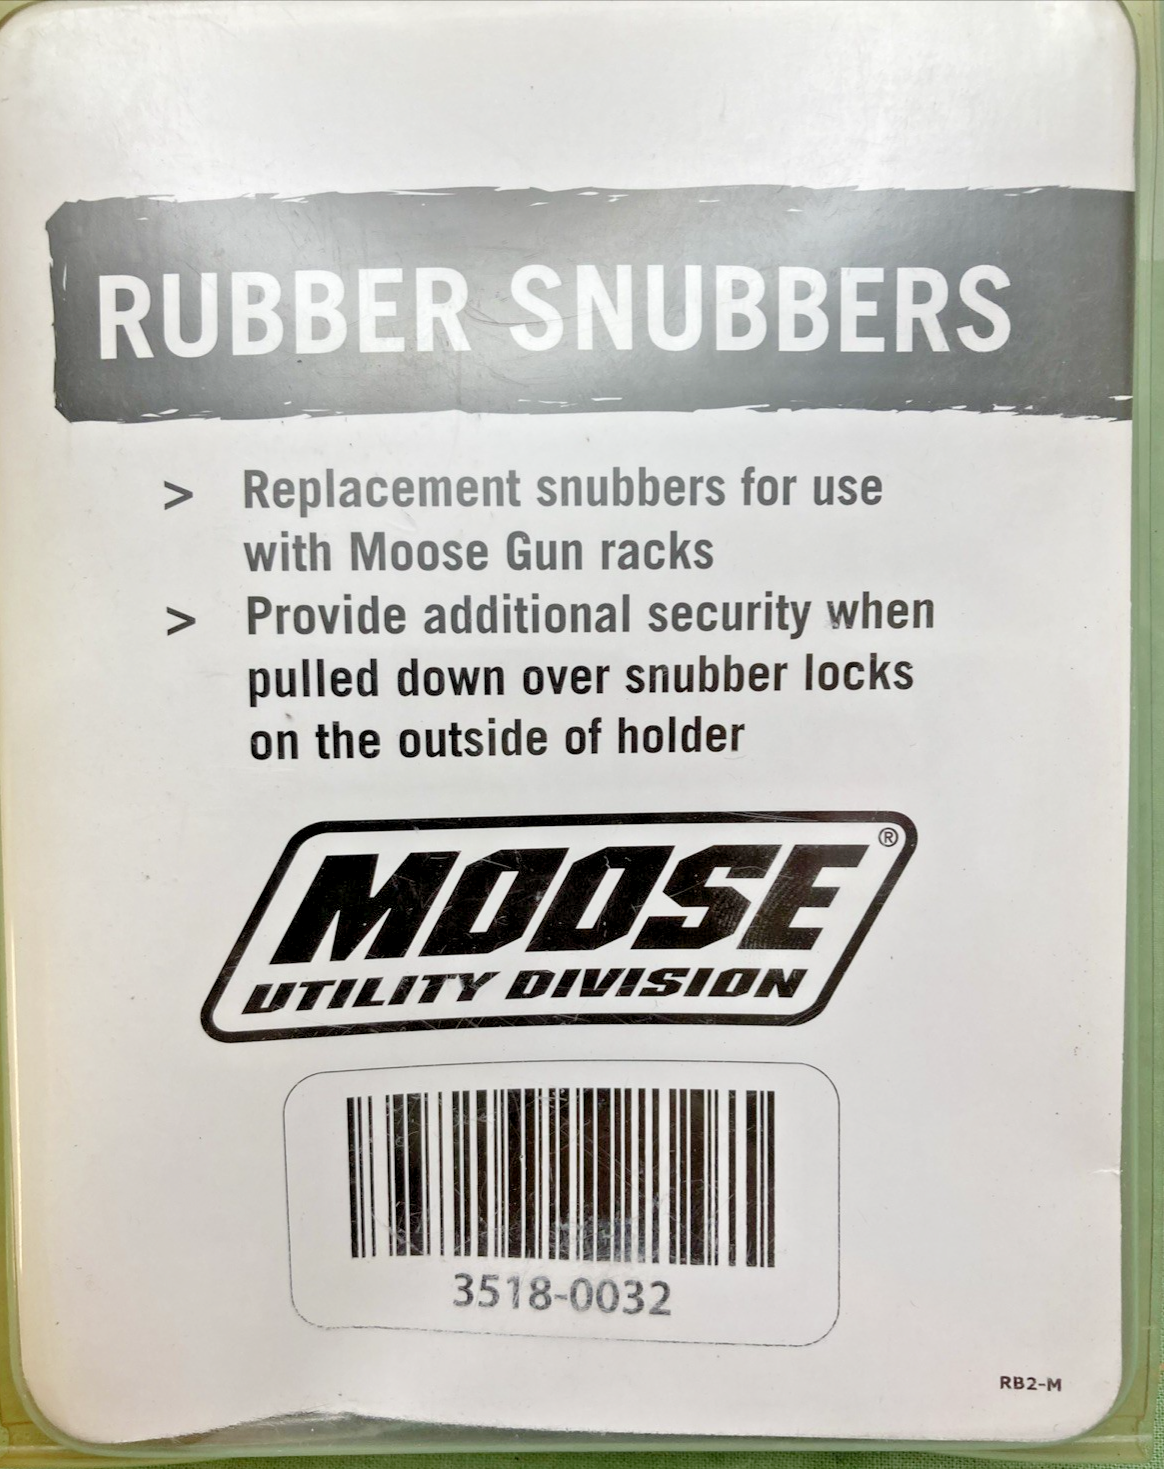 RUBBER SNUBBERS
> Replacement snubbers for use
with Moose Gun racks
> Provide additional security when
pulled down over snubber locks
on the outside of holder
MOOSE®
UTILITY DIVISION
3518-0032
RB2-M